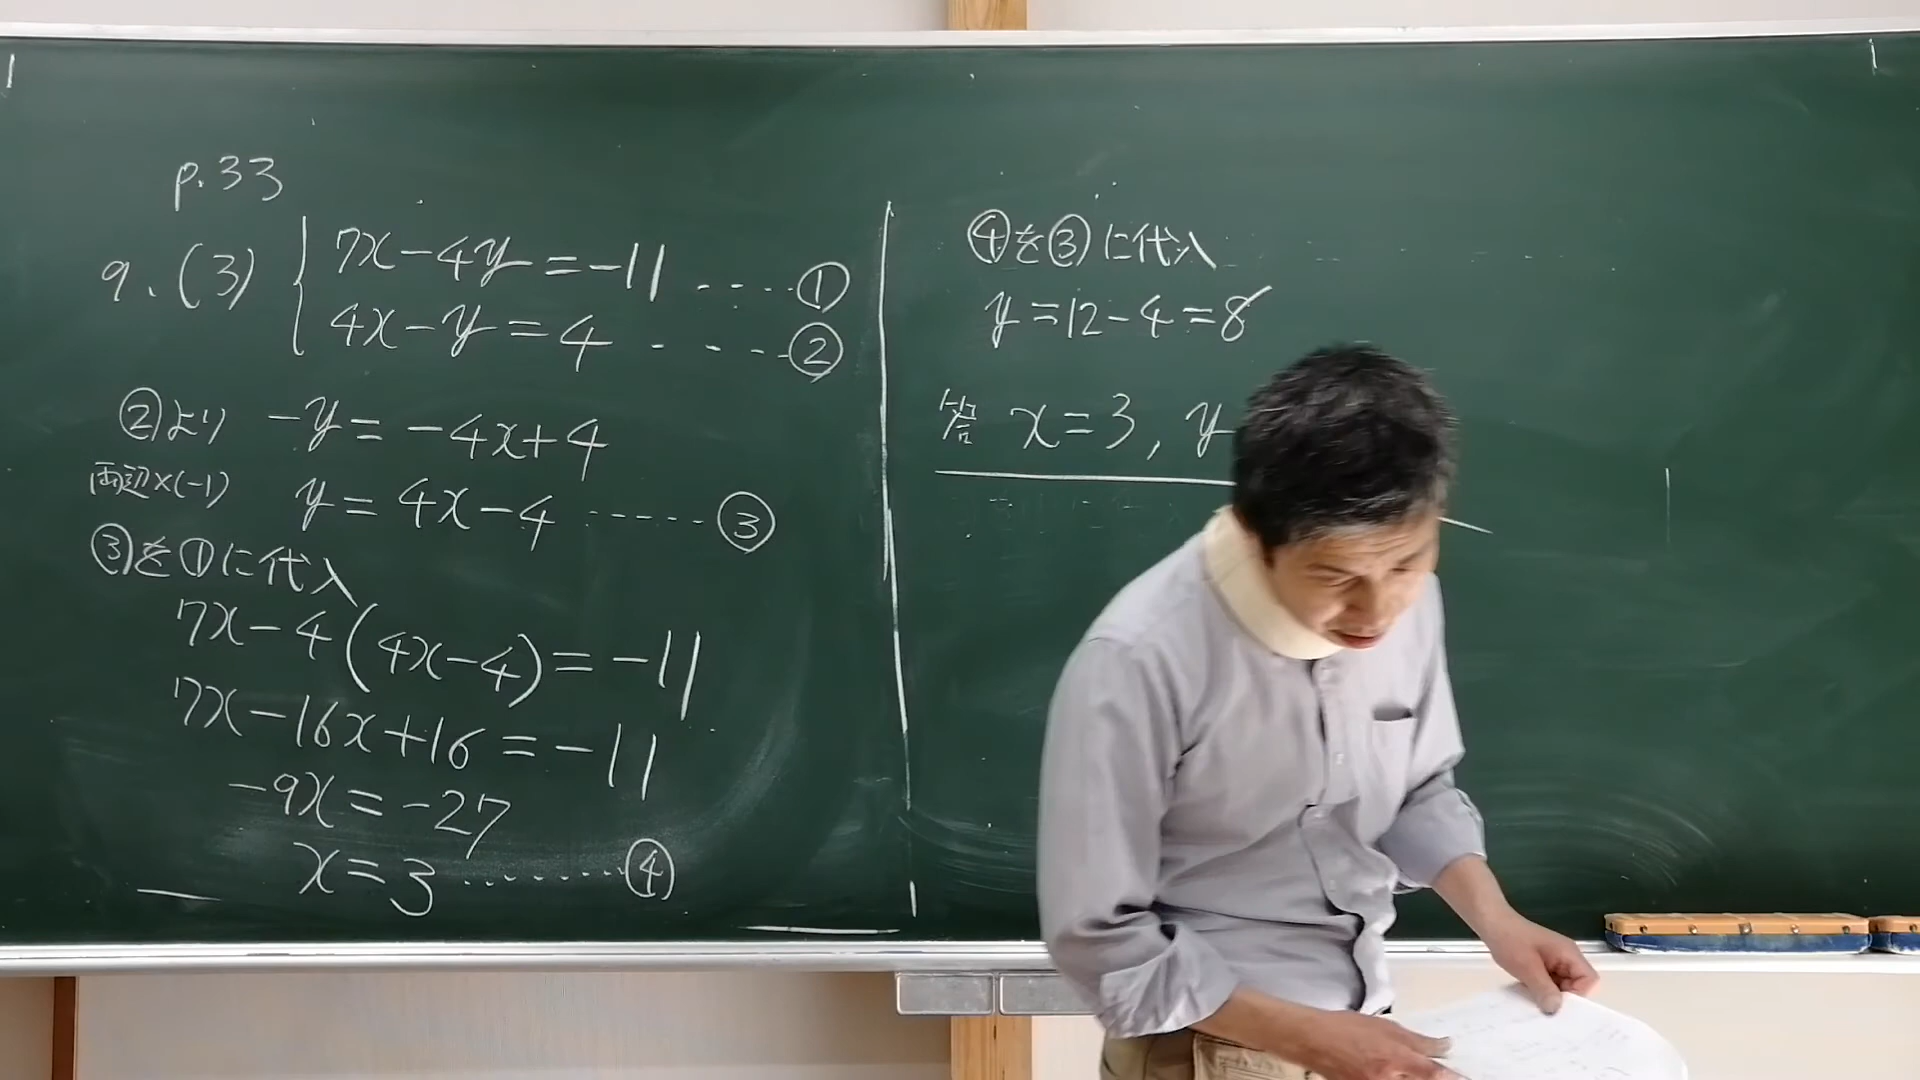 p.33
9.(3) 7x-4y=-11 ‥‥①
4x-y=4 ‥‥②
②より -y=-4x+4
両辺×(-1) y=4x-4 ‥‥③
③を①に代入
7x-4(4x-4)=-11
7x-16x+16=-11
-9x=-27
x=3 ‥‥④
④を③に代入
y=12-4=8
答 x=3, y